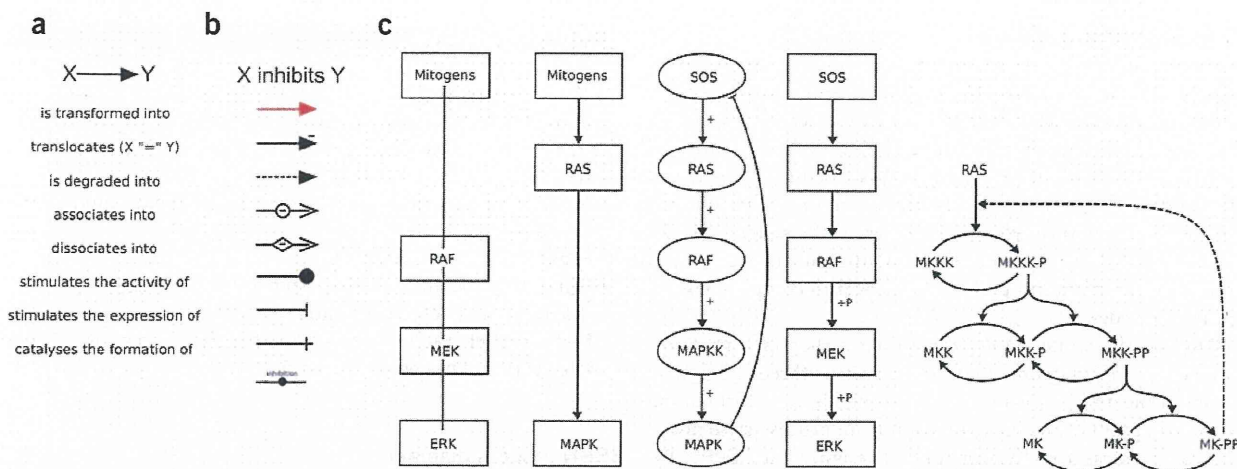 a
X Y
is transformed into
translocates (X "=" Y)
is degraded into
associates into
dissociates into
stimulates the activity of
stimulates the expression of
catalyses the formation of
b
X inhibits Y
inhibition
c
Mitogens
RAF
MEK
ERK
Mitogens
RAS
MAPK
SOS
+
RAS
+
RAF
+
MAPKK
+
MAPK
SOS
RAS
RAF
+P
MEK
+P
ERK
RAS
MKKK MKKK-P
MKK MKK-P MKK-PP
MK MK-P MK-PP